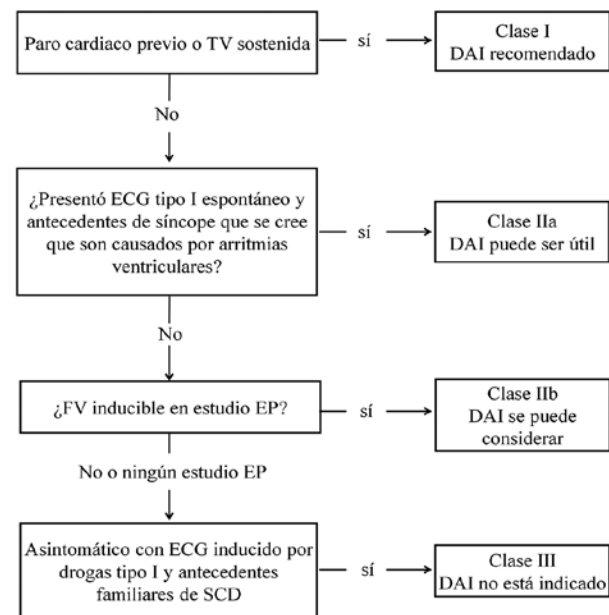 Paro cardiaco previo o TV sostenida
sí
Clase I
DAI recomendado
No
¿Presentó ECG tipo I espontáneo y
antecedentes de síncope que se cree
que son causados por arritmias
ventriculares?
sí
Clase IIa
DAI puede ser útil
No
¿FV inducible en estudio EP?
sí
Clase IIb
DAI se puede
considerar
No o ningún estudio EP
Asintomático con ECG inducido por
drogas tipo I y antecedentes
familiares de SCD
sí
Clase III
DAI no está indicado